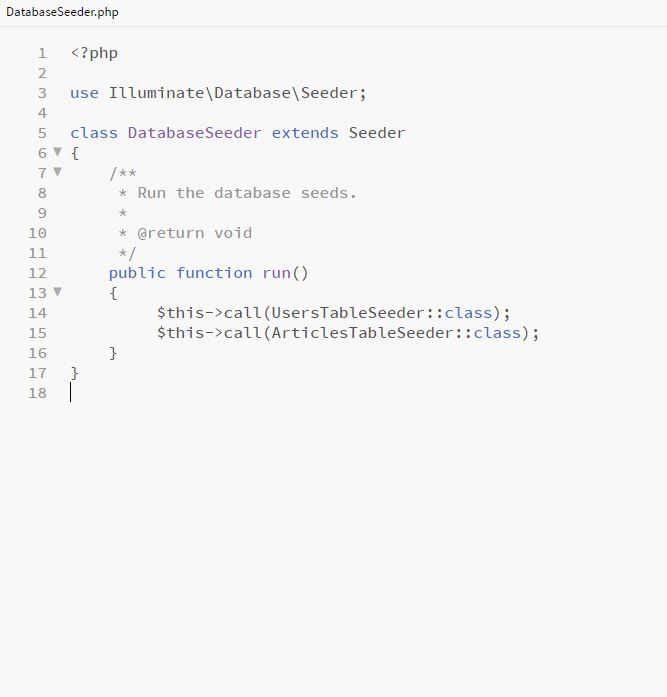 DatabaseSeeder.php
1 <?php
2
3 use Illuminate\Database\Seeder;
4
5 class DatabaseSeeder extends Seeder
6 {
7     /**
8      * Run the database seeds.
9      *
10      * @return void
11      */
12     public function run()
13     {
14          $this->call(UsersTableSeeder::class);
15          $this->call(ArticlesTableSeeder::class);
16     }
17 }
18